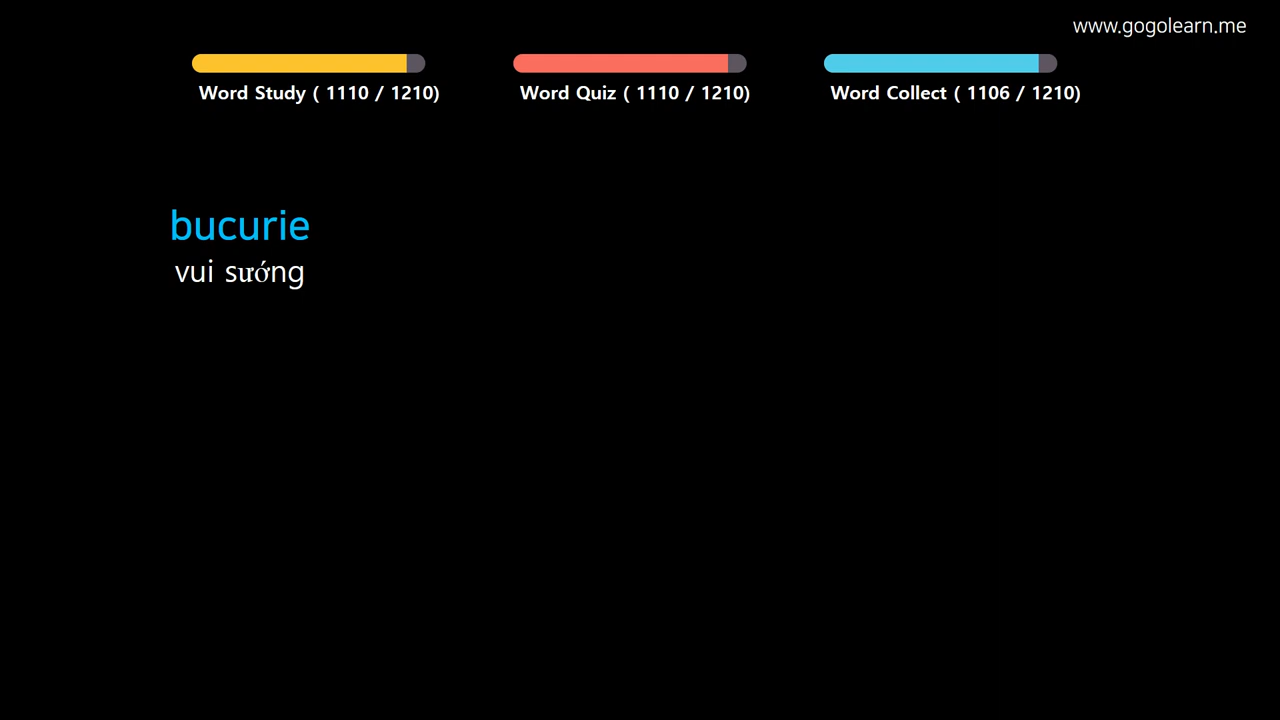 www.gogolearn.me
Word Study ( 1110 / 1210)
Word Quiz ( 1110 / 1210)
Word Collect ( 1106 / 1210)
bucurie
vui sướng